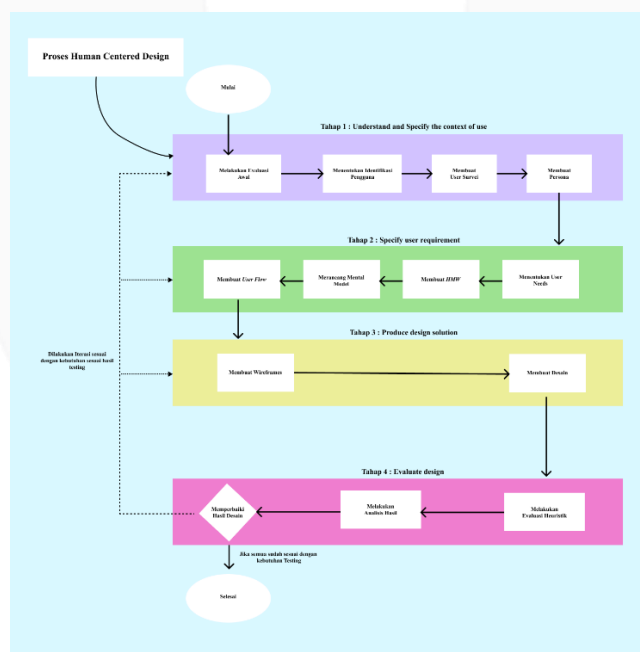 Proses Human Centered Design
Mulai
Tahap 1 : Understand and Specify the context of use
Melakukan Evaluasi
Awal
Menentukan Identifikasi
Pengguna
Membuat
User Survei
Membuat
Persona
Tahap 2 : Specify user requirement
Membuat User Flow
Merancang Mental
Model
Membuat HMW
Menentukan User
Needs
Tahap 3 : Produce design solution
Dilakukan Iterasi sesuai
dengan kebutuhan sesuai hasil
testing
Membuat Wireframes
Membuat Desain
Tahap 4 : Evaluate design
Memperbaiki
Hasil Desain
Melakukan
Analisis Hasil
Melakukan
Evaluasi Heuristik
Jika semua sudah sesuai dengan
kebutuhan Testing
Selesai